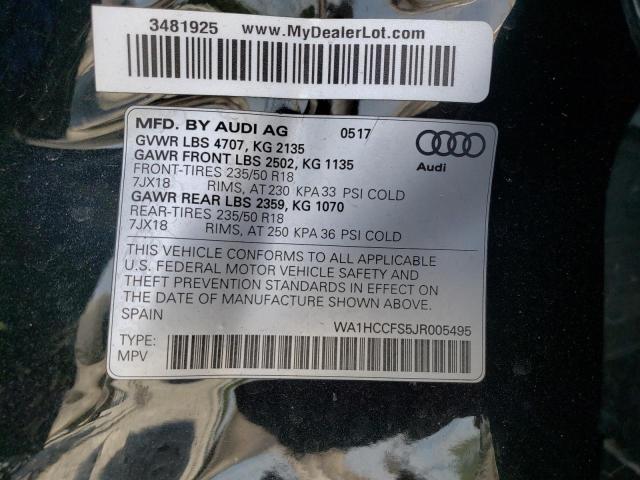 3481925 www.MyDealerLot.com
MFD. BY AUDI AG 0517
GVWR LBS 4707, KG 2135
GAWR FRONT LBS 2502, KG 1135
FRONT-TIRES 235/50 R18
7JX18 RIMS, AT 230 KPA 33 PSI COLD
GAWR REAR LBS 2359, KG 1070
REAR-TIRES 235/50 R18
7JX18 RIMS, AT 250 KPA 36 PSI COLD
Audi
THIS VEHICLE CONFORMS TO ALL APPLICABLE
U.S. FEDERAL MOTOR VEHICLE SAFETY AND
THEFT PREVENTION STANDARDS IN EFFECT ON
THE DATE OF MANUFACTURE SHOWN ABOVE.
SPAIN WA1HCCFS5JR005495
TYPE:
MPV